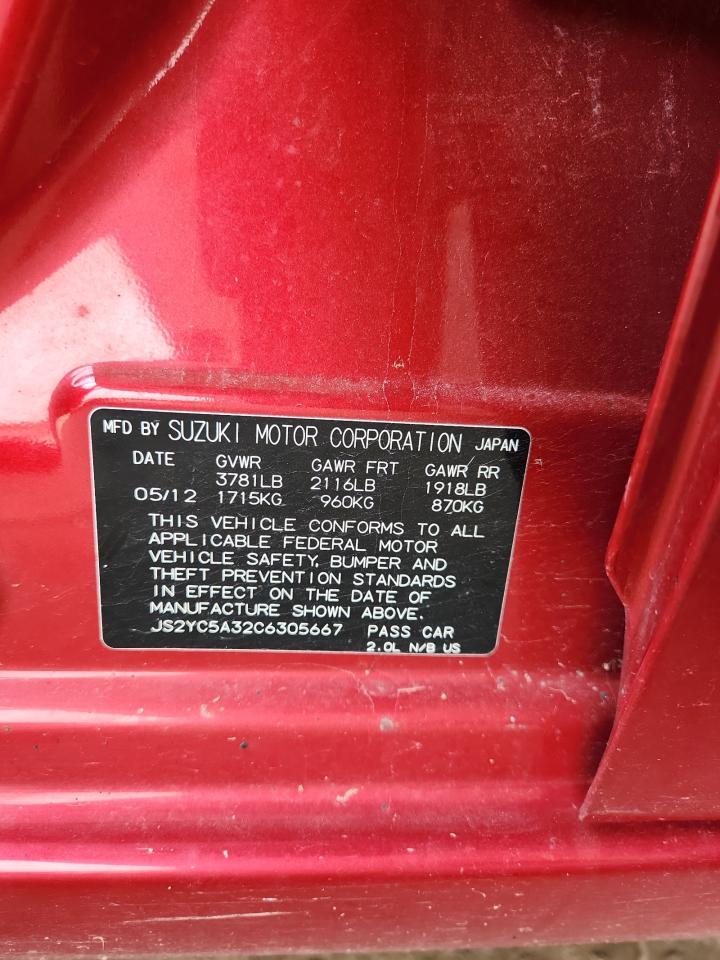 MFD BY SUZUKI MOTOR CORPORATION JAPAN
DATE GVWR GAWR FRT GAWR RR
3781LB 2116LB 1918LB
05/12 1715KG 960KG 870KG
THIS VEHICLE CONFORMS TO ALL
APPLICABLE FEDERAL MOTOR
VEHICLE SAFETY, BUMPER AND
THEFT PREVENTION STANDARDS
IN EFFECT ON THE DATE OF
MANUFACTURE SHOWN ABOVE.
JS2YC5A32C6305667 PASS CAR
2.0L N/B US